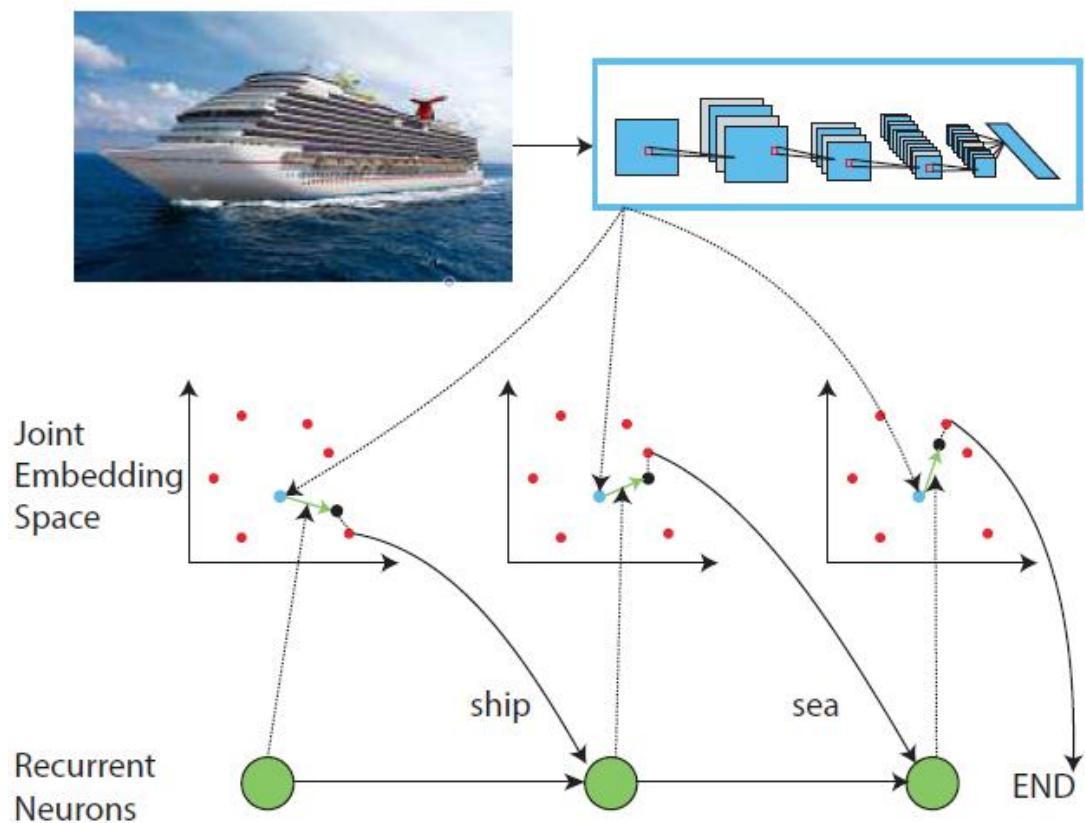 Joint
Embedding
Space
ship
sea
Recurrent
Neurons
END